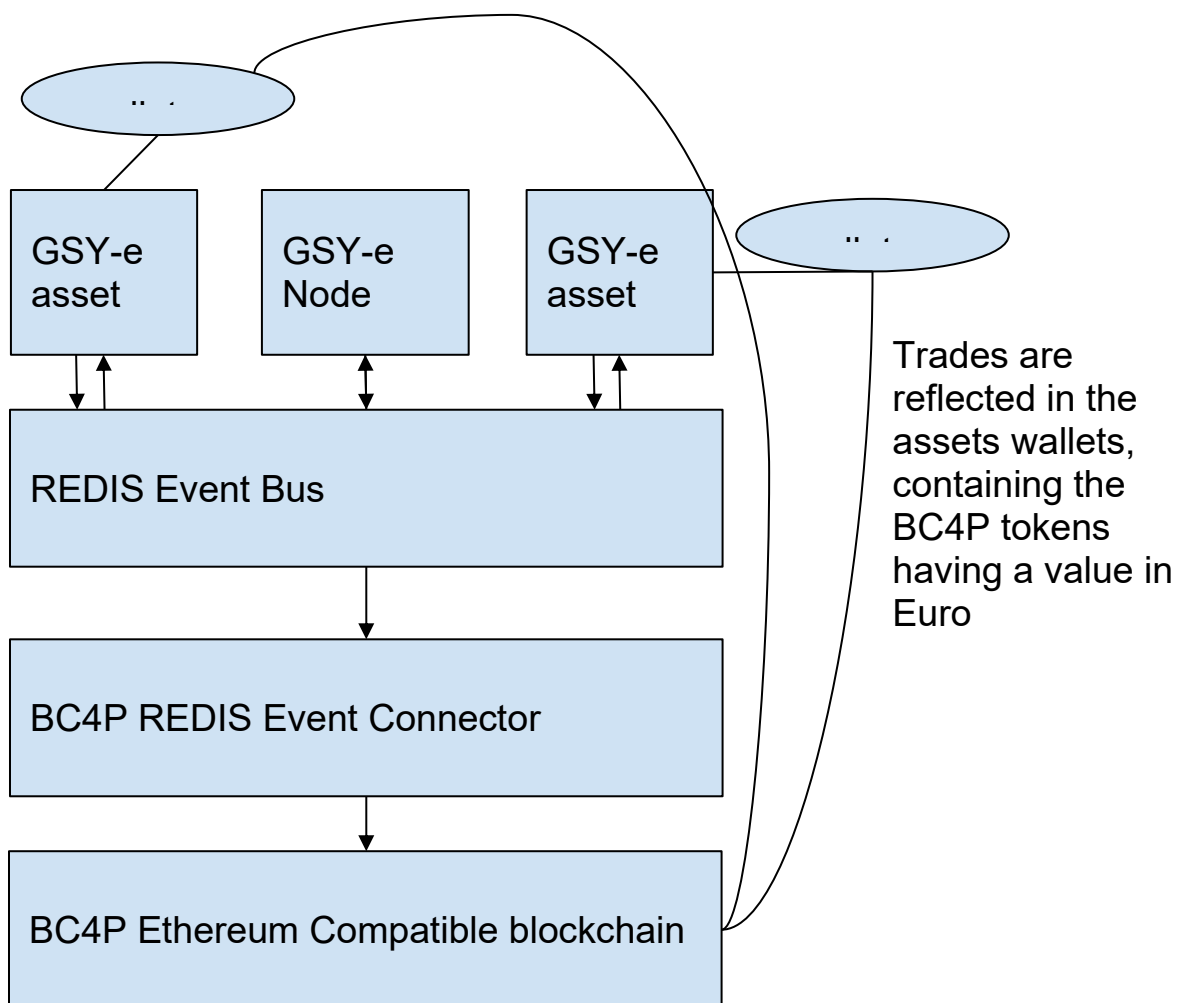 GSY-e
asset
GSY-e
Node
GSY-e
asset
Trades are
reflected in the
assets wallets,
containing the
BC4P tokens
having a value in
Euro
REDIS Event Bus
BC4P REDIS Event Connector
BC4P Ethereum Compatible blockchain